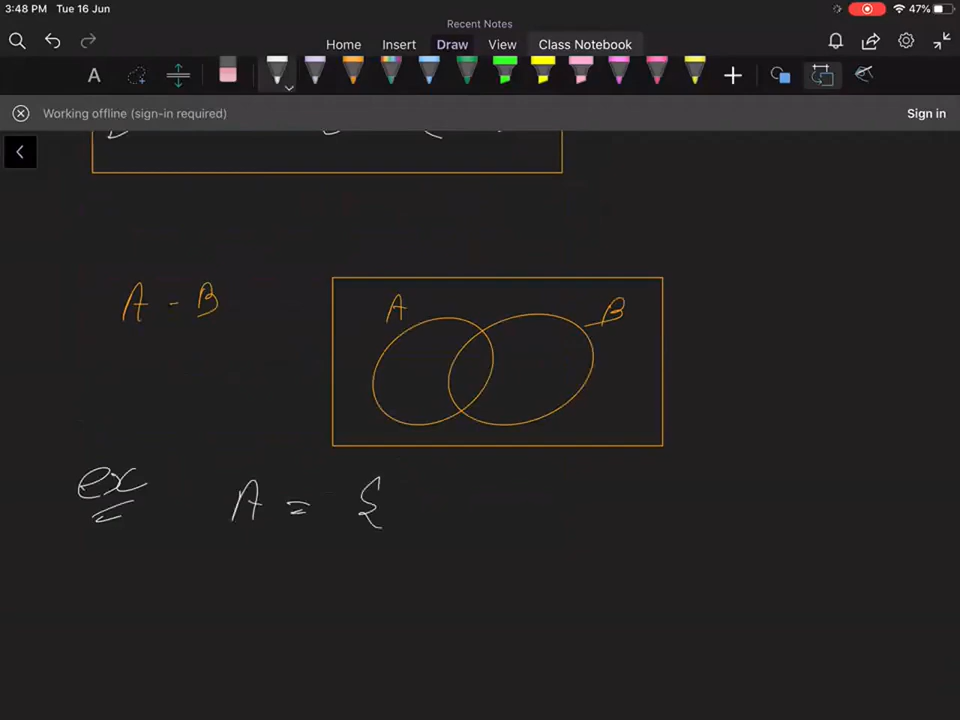 3:48 PM Tue 16 Jun
47%
Recent Notes
Home Insert Draw View Class Notebook
A
Working offline (sign-in required) Sign in
A - B
A B
ex A = {